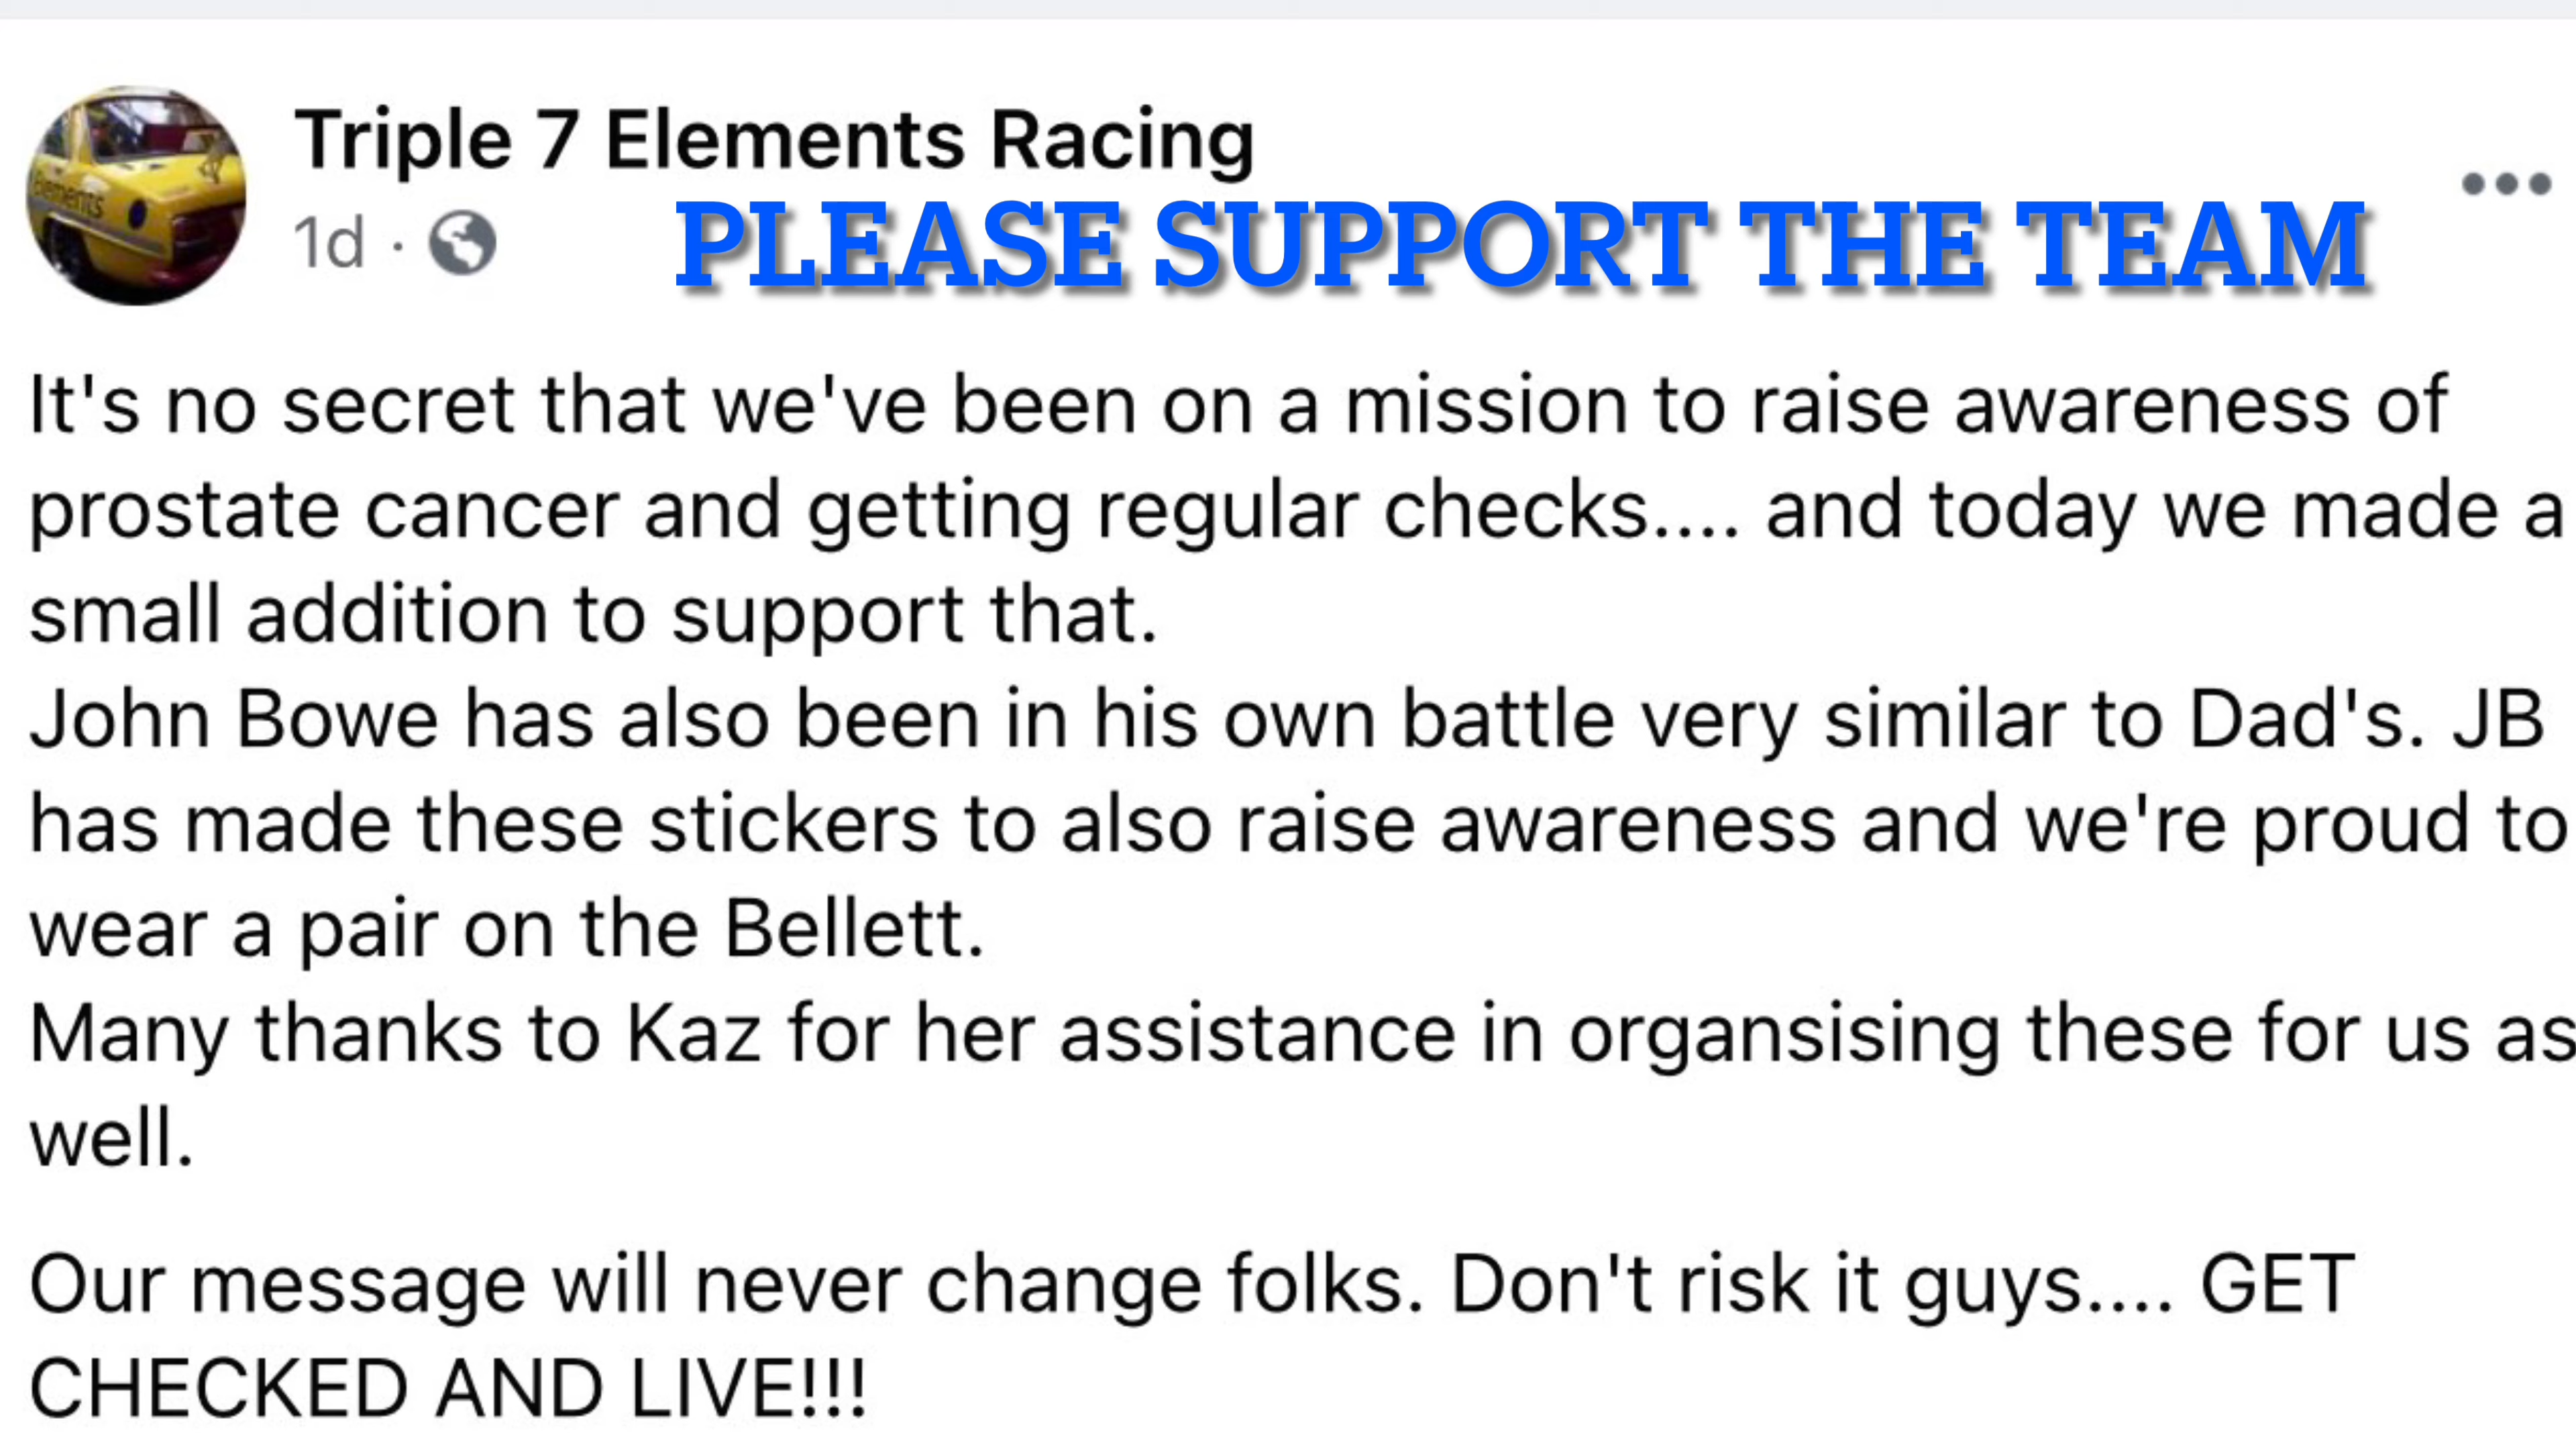 Triple 7 Elements Racing
1d ·
PLEASE SUPPORT THE TEAM
It's no secret that we've been on a mission to raise awareness of
prostate cancer and getting regular checks.... and today we made a
small addition to support that.
John Bowe has also been in his own battle very similar to Dad's. JB
has made these stickers to also raise awareness and we're proud to
wear a pair on the Bellett.
Many thanks to Kaz for her assistance in organsising these for us as
well.
Our message will never change folks. Don't risk it guys.... GET
CHECKED AND LIVE!!!
Elements